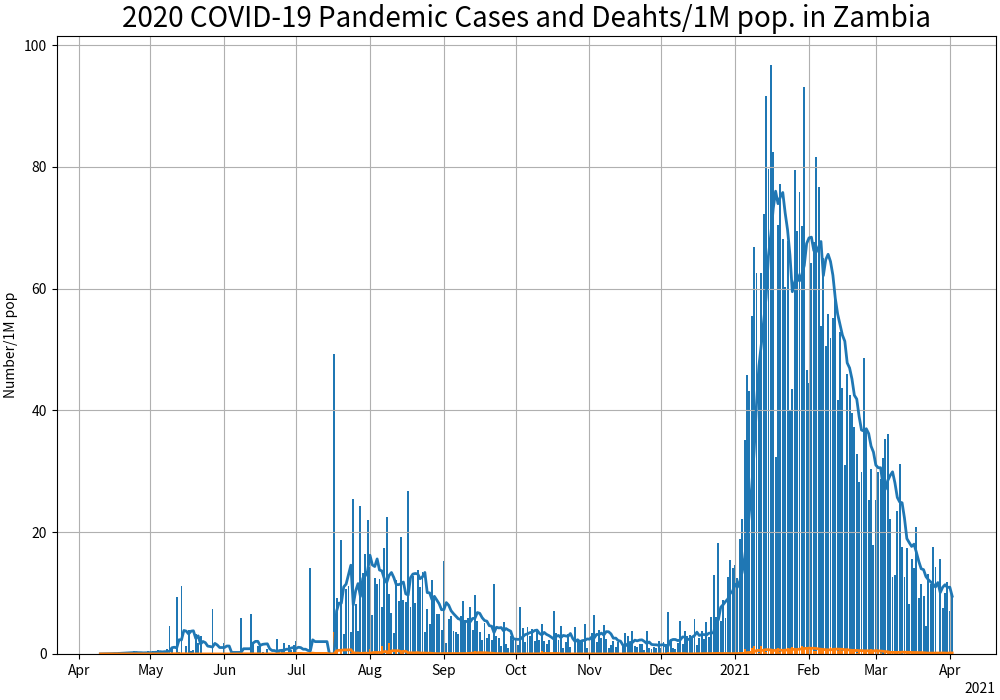 2020 COVID-19 Pandemic Cases and Deahts/1M pop. in Zambia
100
80
60
40
20
0
Number/1M pop
Apr May Jun Jul Aug Sep Oct Nov Dec 2021 Feb Mar Apr
2021